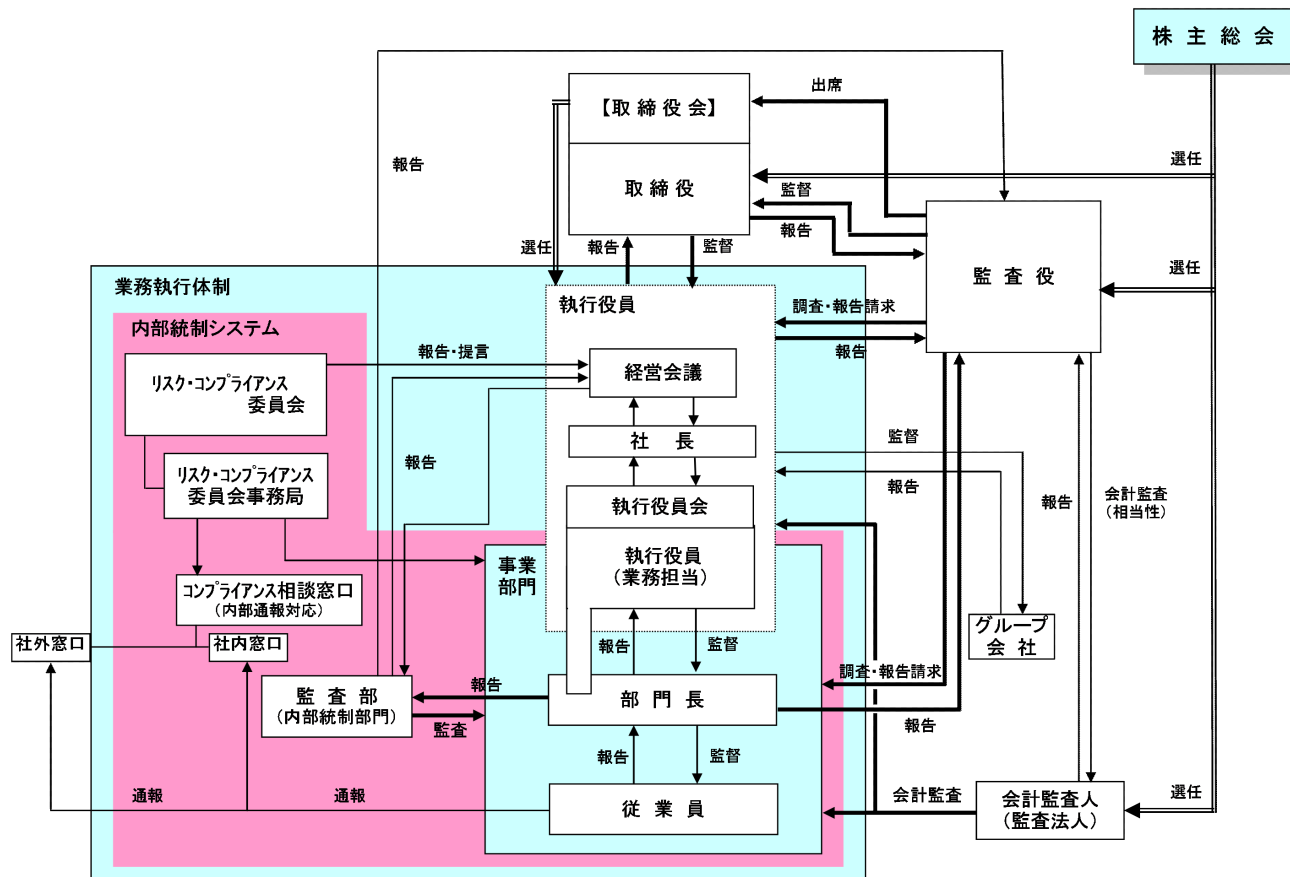 株 主 総 会
出席
【取 締 役 会】
報告
選任
取 締 役
監督
報告
選任
報告
監督
監 査 役
選任
業務執行体制
執行役員
調査・報告請求
内部統制システム
報告
報告・提言
経営会議
リスク・コンプライアンス
委員会
社 長
監督
報告
リスク・コンプライアンス
委員会事務局
報告
執行役員会
報告
会計監査
(相当性)
執行役員
(業務担当)
事業
部門
コンプライアンス相談窓口
(内部通報対応)
グループ
会 社
社外窓口
社内窓口
報告
監督
調査・報告請求
監 査 部
(内部統制部門)
報告
部 門 長
監査
報告
報告
監督
通報
通報
従 業 員
会計監査
会計監査人
(監査法人)
選任